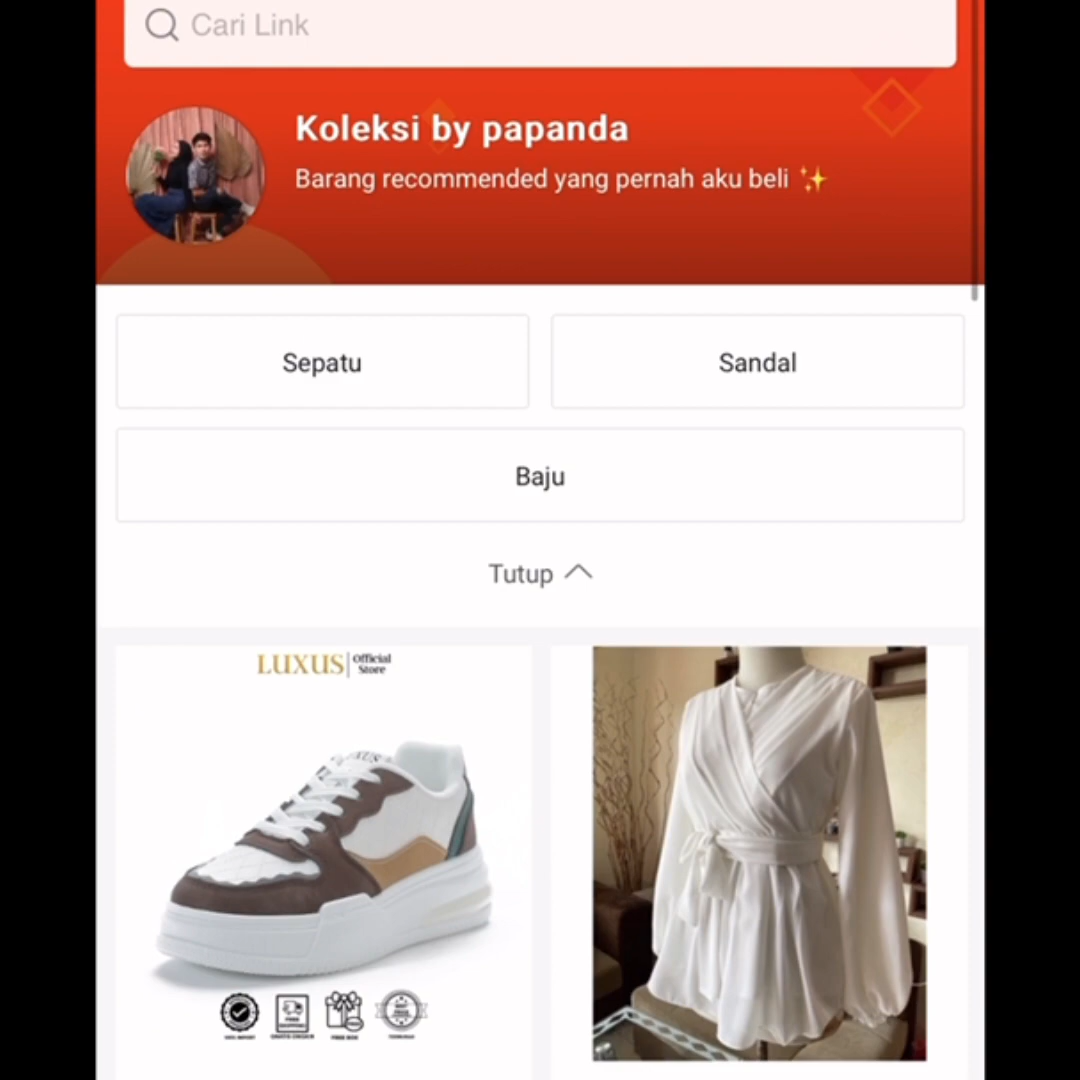 Cari Link
Koleksi by papanda
Barang recommended yang pernah aku beli ✨
Sepatu
Sandal
Baju
Tutup
LUXUS Official Store